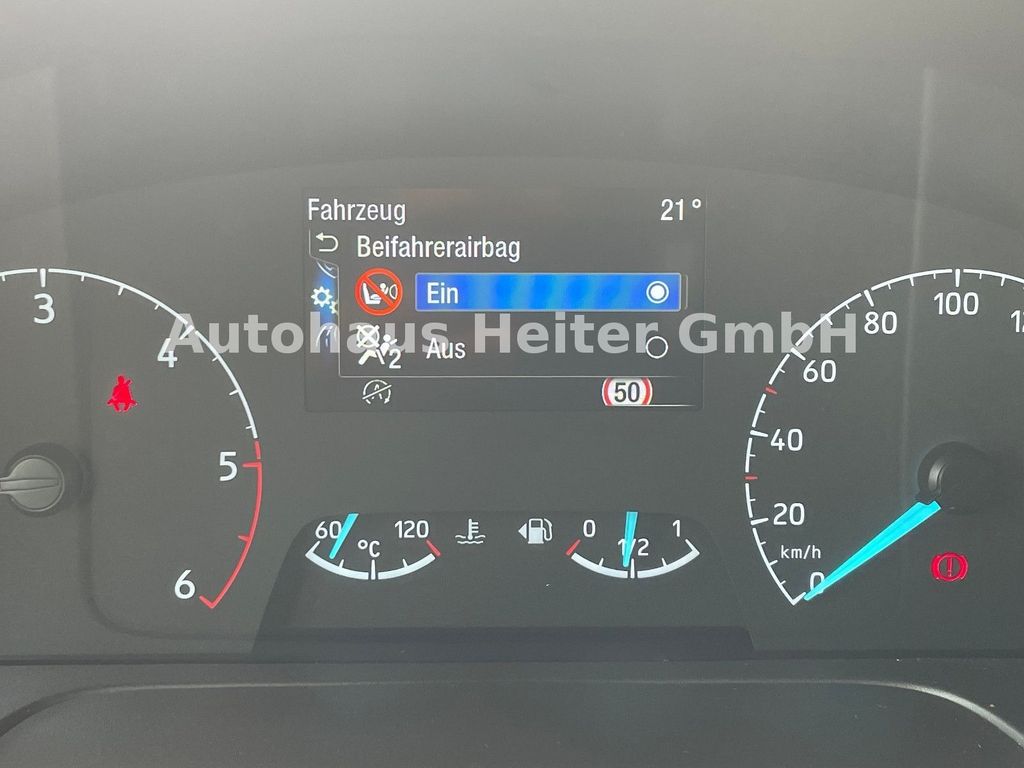 Fahrzeug 21°
Beifahrerairbag
Ein
Autohaus Heiter GmbH
2 Aus
50
3
4
5
6
60 120
°C
0 1/2 1
100
80
60
40
20
km/h
0